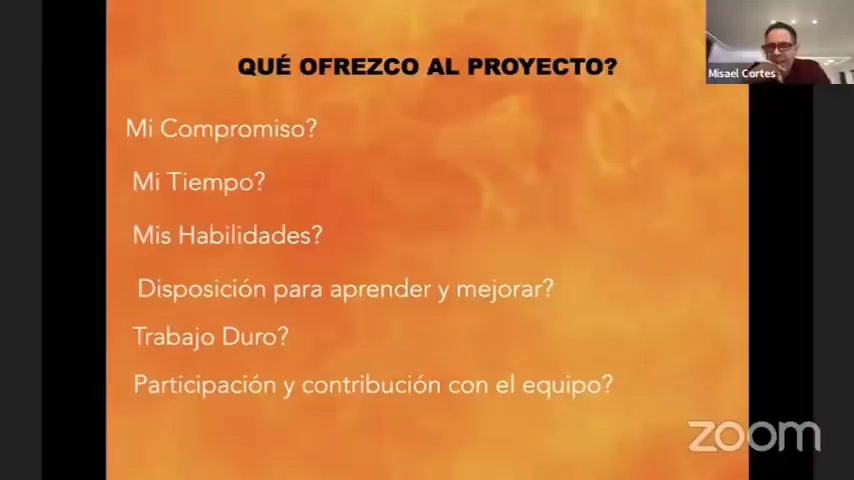 QUÉ OFREZCO AL PROYECTO?
Misael Cortes
Mi Compromiso?
Mi Tiempo?
Mis Habilidades?
Disposición para aprender y mejorar?
Trabajo Duro?
Participación y contribución con el equipo?
zoom